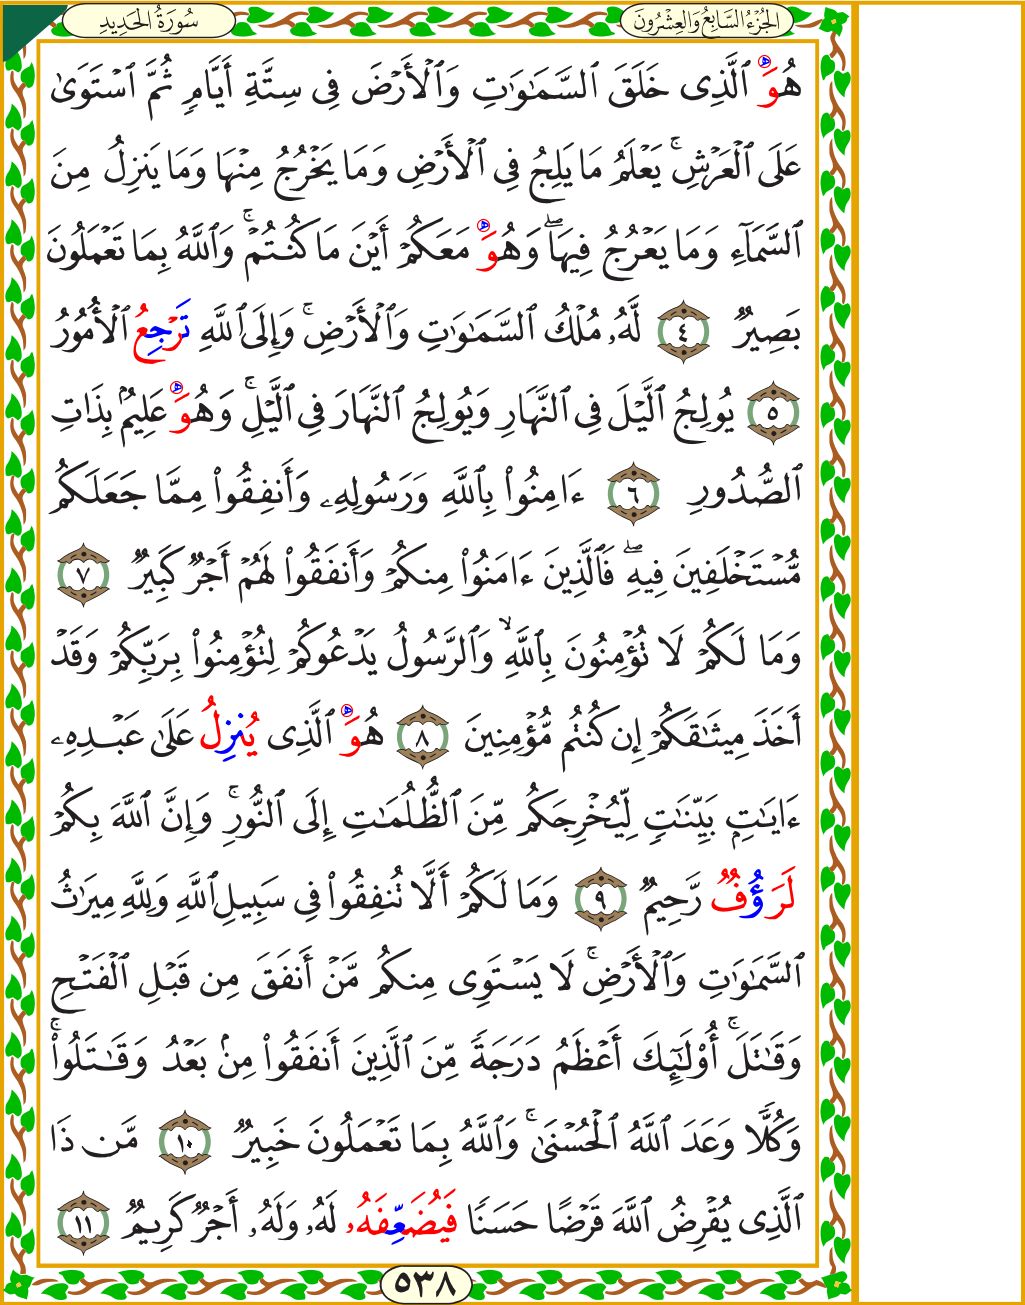 الجُزْءُ السَّابِعُ وَالعِشْرُونَ
سُورَةُ الحَدِيدِ
هُوَ ٱلَّذِى خَلَقَ ٱلسَّمَٰوَٰتِ وَٱلْأَرْضَ فِى سِتَّةِ أَيَّامٍ ثُمَّ ٱسْتَوَىٰ
عَلَى ٱلْعَرْشِ ۚ يَعْلَمُ مَا يَلِجُ فِى ٱلْأَرْضِ وَمَا يَخْرُجُ مِنْهَا وَمَا يَنزِلُ مِنَ
ٱلسَّمَآءِ وَمَا يَعْرُجُ فِيهَا ۖ وَهُوَ مَعَكُمْ أَيْنَ مَا كُنتُمْ ۚ وَٱللَّهُ بِمَا تَعْمَلُونَ
بَصِيرٌ ٤ لَّهُۥ مُلْكُ ٱلسَّمَٰوَٰتِ وَٱلْأَرْضِ ۚ وَإِلَى ٱللَّهِ تَرْجِعُ ٱلْأُمُورُ
٥ يُولِجُ ٱلَّيْلَ فِى ٱلنَّهَارِ وَيُولِجُ ٱلنَّهَارَ فِى ٱلَّيْلِ ۚ وَهُوَ عَلِيمٌۢ بِذَاتِ
ٱلصُّدُورِ ٦ ءَامِنُوا۟ بِٱللَّهِ وَرَسُولِهِۦ وَأَنفِقُوا۟ مِمَّا جَعَلَكُم
مُّسْتَخْلَفِينَ فِيهِ ۖ فَٱلَّذِينَ ءَامَنُوا۟ مِنكُمْ وَأَنفَقُوا۟ لَهُمْ أَجْرٌ كَبِيرٌ ٧
وَمَا لَكُمْ لَا تُؤْمِنُونَ بِٱللَّهِ ۙ وَٱلرَّسُولُ يَدْعُوكُمْ لِتُؤْمِنُوا۟ بِرَبِّكُمْ وَقَدْ
أَخَذَ مِيثَٰقَكُمْ إِن كُنتُم مُّؤْمِنِينَ ٨ هُوَ ٱلَّذِى يُنزِلُ عَلَىٰ عَبْدِهِۦ
ءَايَٰتٍۭ بَيِّنَٰتٍ لِّيُخْرِجَكُم مِّنَ ٱلظُّلُمَٰتِ إِلَى ٱلنُّورِ ۚ وَإِنَّ ٱللَّهَ بِكُمْ
لَرَؤُفٌ رَّحِيمٌ ٩ وَمَا لَكُمْ أَلَّا تُنفِقُوا۟ فِى سَبِيلِ ٱللَّهِ وَلِلَّهِ مِيرَٰثُ
ٱلسَّمَٰوَٰتِ وَٱلْأَرْضِ ۚ لَا يَسْتَوِى مِنكُم مَّنْ أَنفَقَ مِن قَبْلِ ٱلْفَتْحِ
وَقَٰتَلَ ۚ أُو۟لَٰٓئِكَ أَعْظَمُ دَرَجَةً مِّنَ ٱلَّذِينَ أَنفَقُوا۟ مِنۢ بَعْدُ وَقَٰتَلُوا۟ ۚ
وَكُلًّا وَعَدَ ٱللَّهُ ٱلْحُسْنَىٰ ۚ وَٱللَّهُ بِمَا تَعْمَلُونَ خَبِيرٌ ١٠ مَّن ذَا
ٱلَّذِى يُقْرِضُ ٱللَّهَ قَرْضًا حَسَنًا فَيُضَٰعِّفَهُۥ لَهُۥ وَلَهُۥٓ أَجْرٌ كَرِيمٌ ١١
٥٣٨